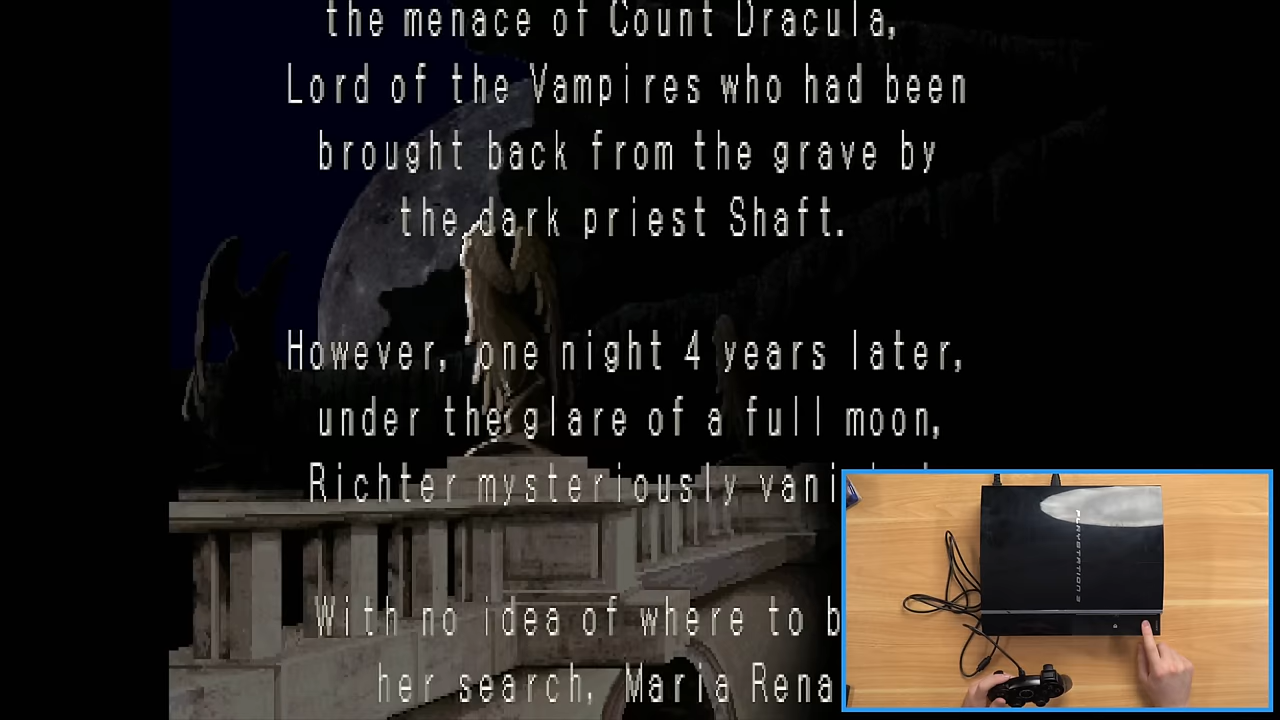 the menace of Count Dracula,
Lord of the Vampires who had been
brought back from the grave by
the dark priest Shaft.
However, one night 4 years later,
under the glare of a full moon,
Richter mysteriously
With no idea of where to
her search, Maria
PLAYSTATION 3